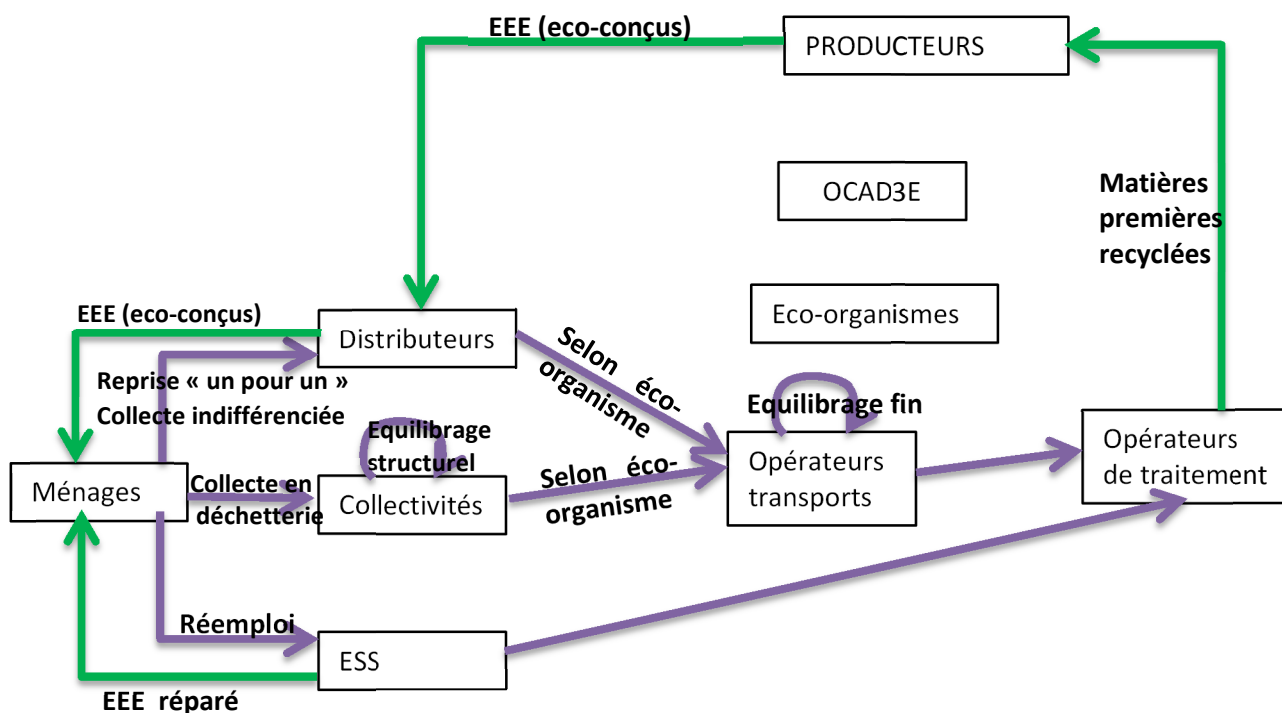 EEE (eco-conçus)
PRODUCTEURS
OCAD3E
Matières
premières
recyclées
Eco-organismes
EEE (eco-conçus)
Distributeurs
Selon éco-
organisme
Reprise « un pour un »
Collecte indifférenciée
Equilibrage fin
Equilibrage
structurel
Opérateurs
de traitement
Ménages
Collecte en
déchetterie
Collectivités
Selon éco-
organisme
Opérateurs
transports
Réemploi
ESS
EEE réparé